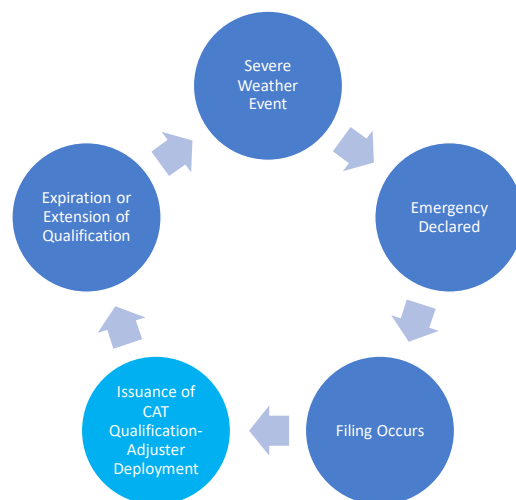 Severe
Weather
Event
Emergency
Declared
Filing Occurs
Issuance of
CAT
Qualification-
Adjuster
Deployment
Expiration or
Extension of
Qualification